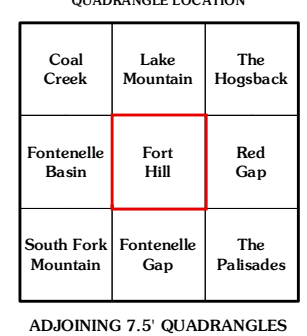 QUADRANGLE LOCATION
Coal Lake The
Creek Mountain Hogsback
Fontenelle Fort Red
Basin Hill Gap
South Fork Fontenelle The
Mountain Gap Palisades
ADJOINING 7.5' QUADRANGLES